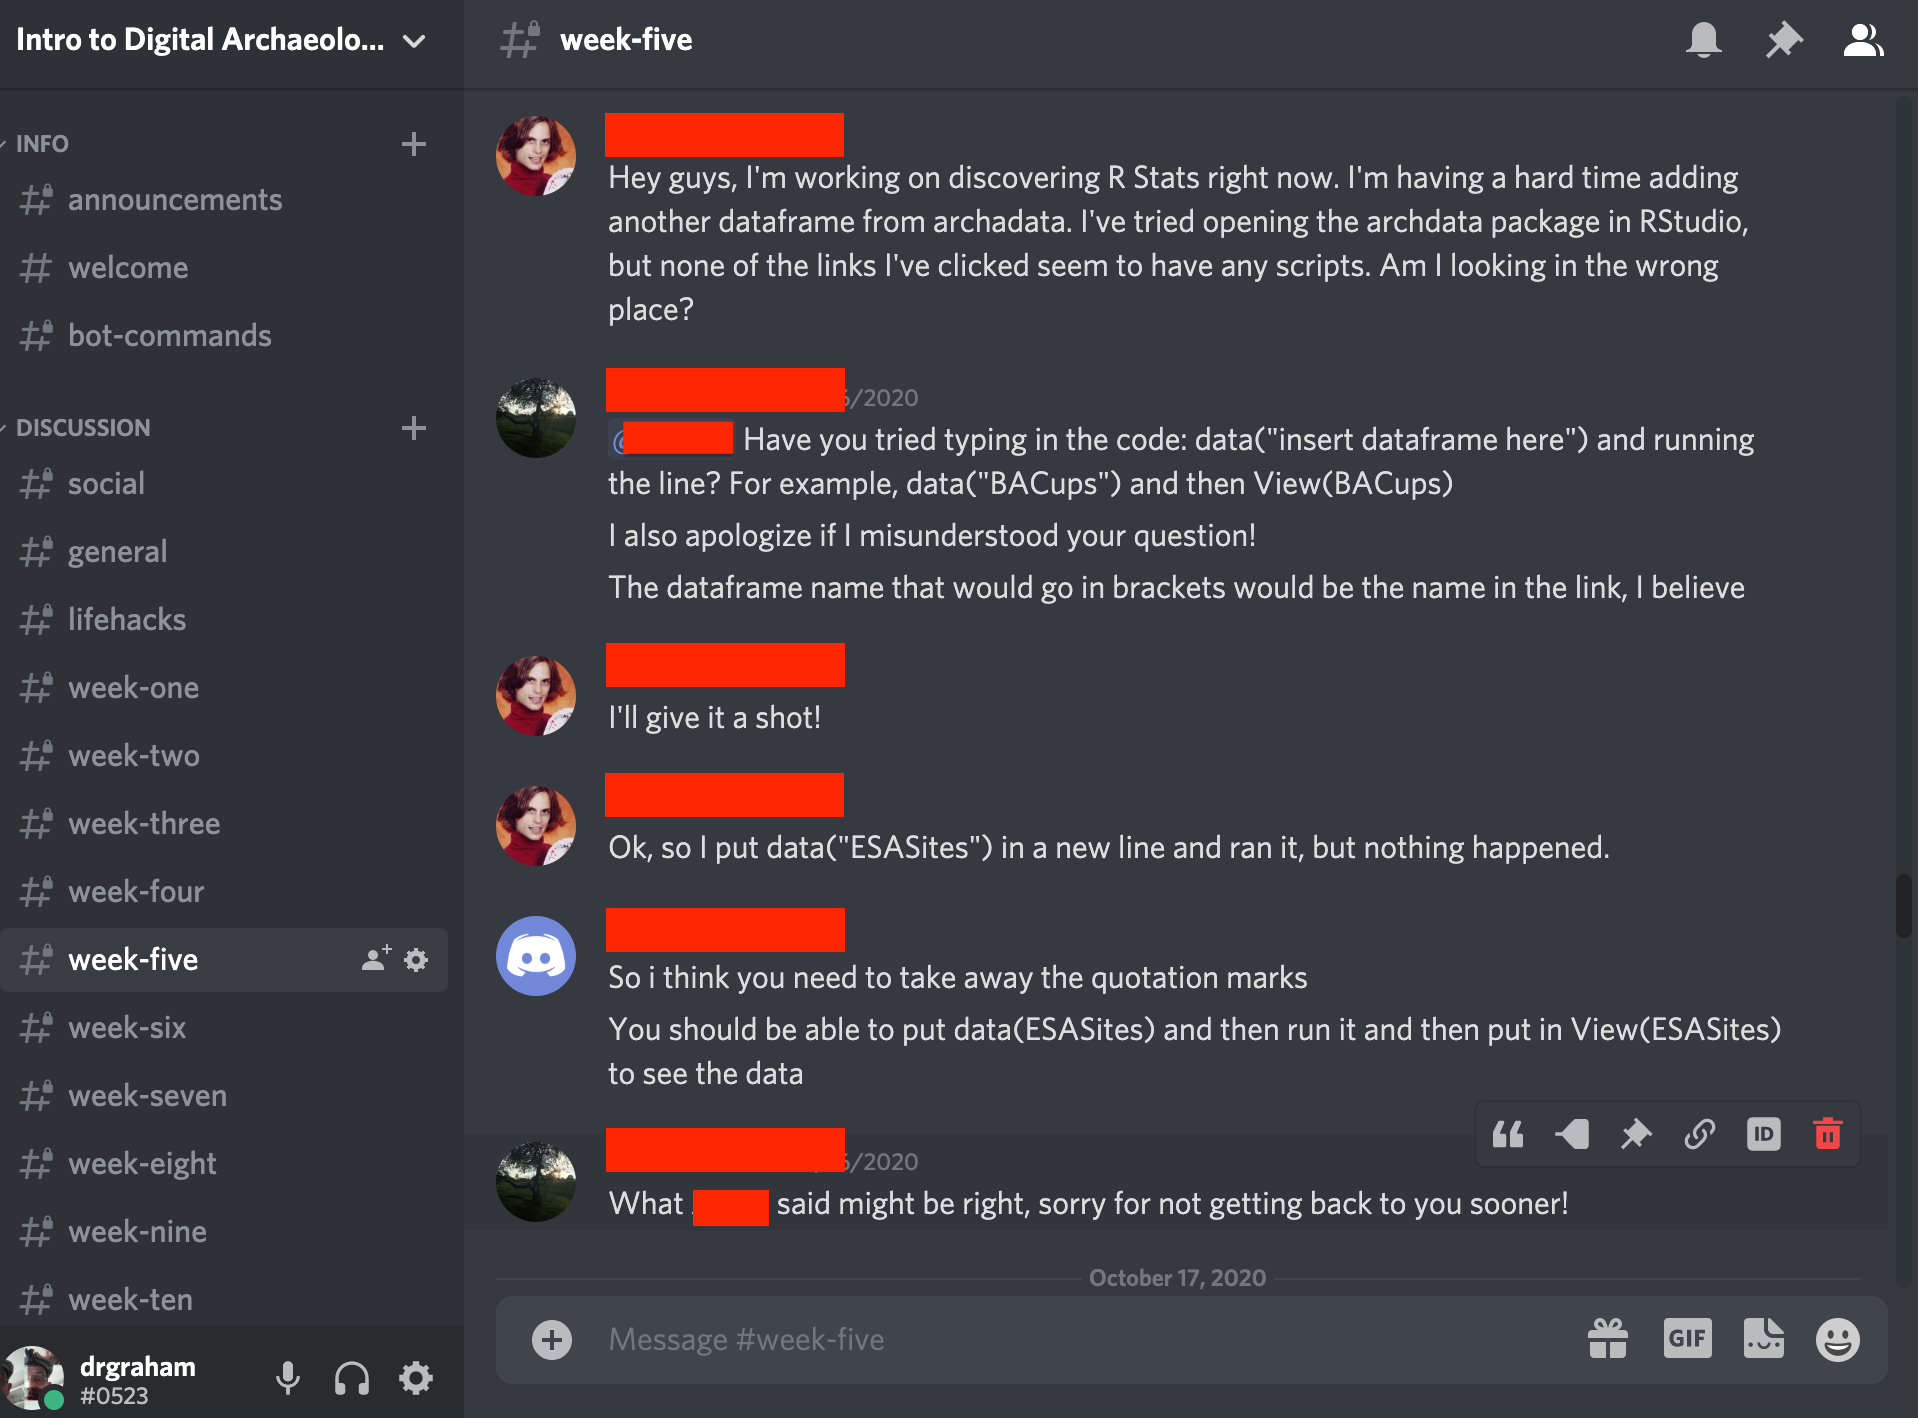 Intro to Digital Archaeolo...
INFO
announcements
welcome
bot-commands
DISCUSSION
social
general
lifehacks
week-one
week-two
week-three
week-four
week-five
week-six
week-seven
week-eight
week-nine
week-ten
drgraham
#0523
week-five
Hey guys, I'm working on discovering R Stats right now. I'm having a hard time adding
another dataframe from archadata. I've tried opening the archdata package in RStudio,
but none of the links I've clicked seem to have any scripts. Am I looking in the wrong
place?
/2020
@ Have you tried typing in the code: data("insert dataframe here") and running
the line? For example, data("BACups") and then View(BACups)
I also apologize if I misunderstood your question!
The dataframe name that would go in brackets would be the name in the link, I believe
I'll give it a shot!
Ok, so I put data("ESASites") in a new line and ran it, but nothing happened.
So i think you need to take away the quotation marks
You should be able to put data(ESASites) and then run it and then put in View(ESASites)
to see the data
ID
/2020
What said might be right, sorry for not getting back to you sooner!
October 17, 2020
Message #week-five
GIF